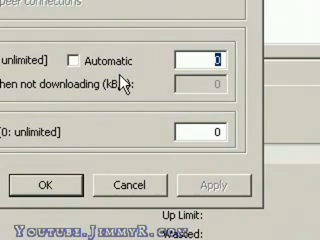 peer connections
unlimited] Automatic 0
hen not downloading (kB/s): 0
[0: unlimited] 0
OK Cancel Apply
Up Limit:
Youtube.JimmyR.com
Wasted: